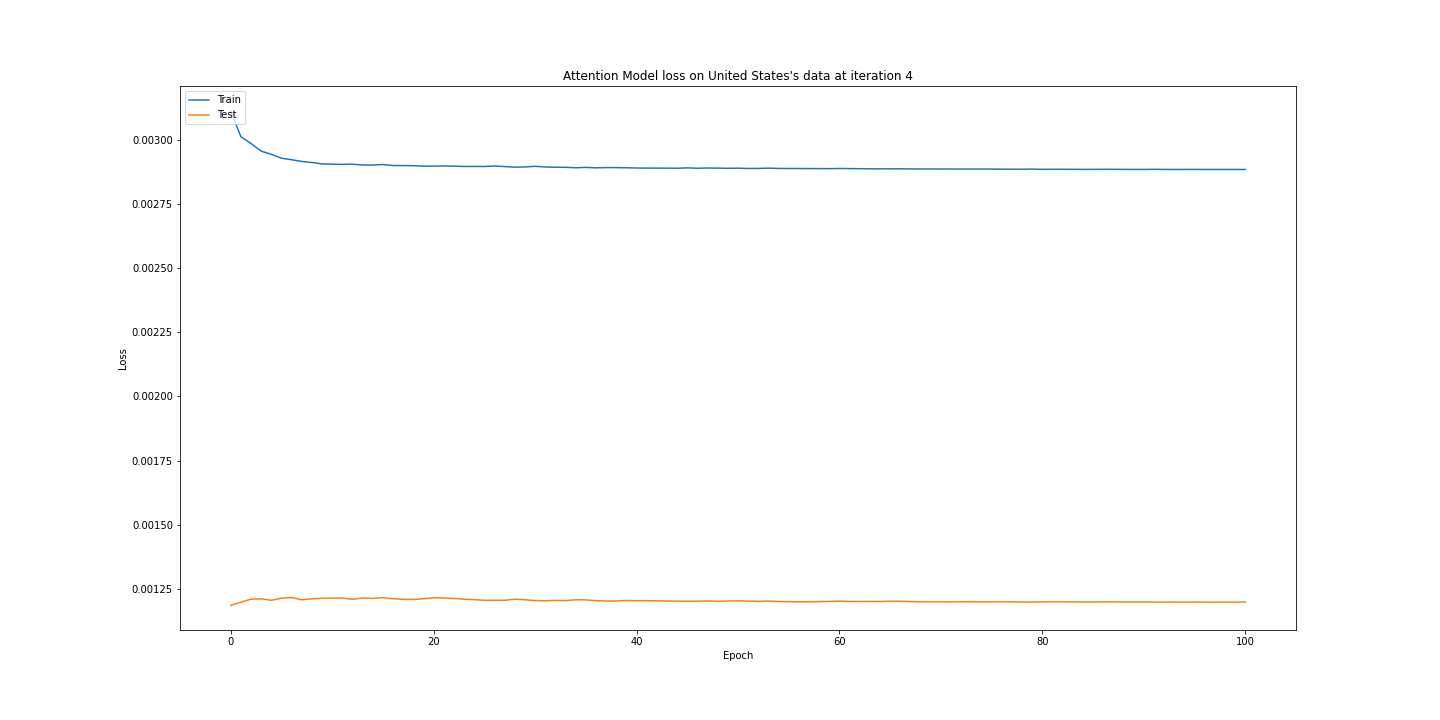 Attention Model loss on United States's data at iteration 4
Train
Test
0.00300
0.00275
0.00250
0.00225
0.00200
0.00175
0.00150
0.00125
Loss
0 20 40 60 80 100
Epoch